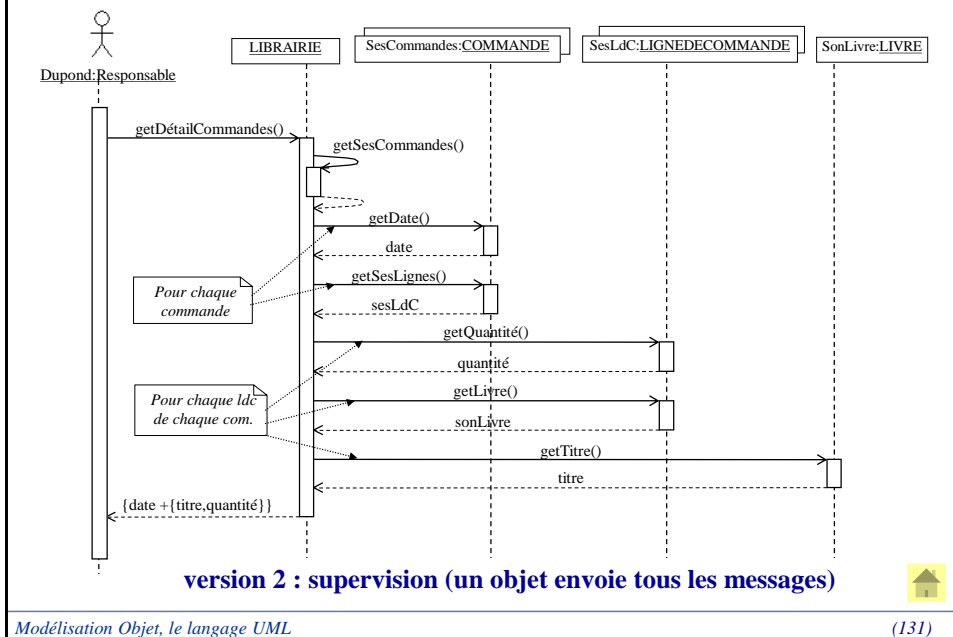 LIBRAIRIE
SesCommandes:COMMANDE
SesLdC:LIGNEDECOMMANDE
SonLivre:LIVRE
Dupond:Responsable
getDétailCommandes()
getSesCommandes()
getDate()
date
getSesLignes()
Pour chaque
commande
sesLdC
getQuantité()
quantité
getLivre()
Pour chaque ldc
de chaque com.
sonLivre
getTitre()
titre
{date +{titre,quantité}}
version 2 : supervision (un objet envoie tous les messages)
Modélisation Objet, le langage UML
(131)